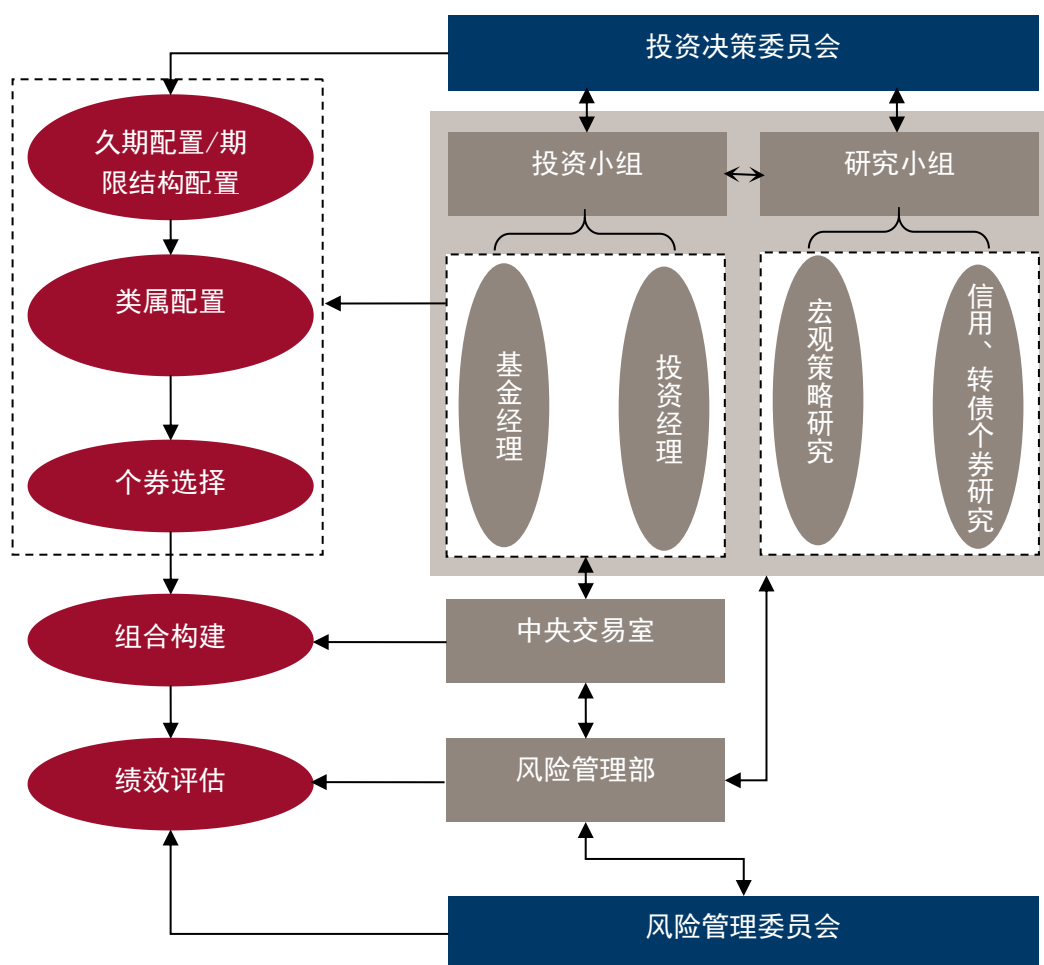 投资决策委员会
久期配置/期
限结构配置
投资小组
研究小组
类属配置
基金经理
投资经理
宏观策略研究
信用、转债个券研究
个券选择
组合构建
中央交易室
绩效评估
风险管理部
风险管理委员会